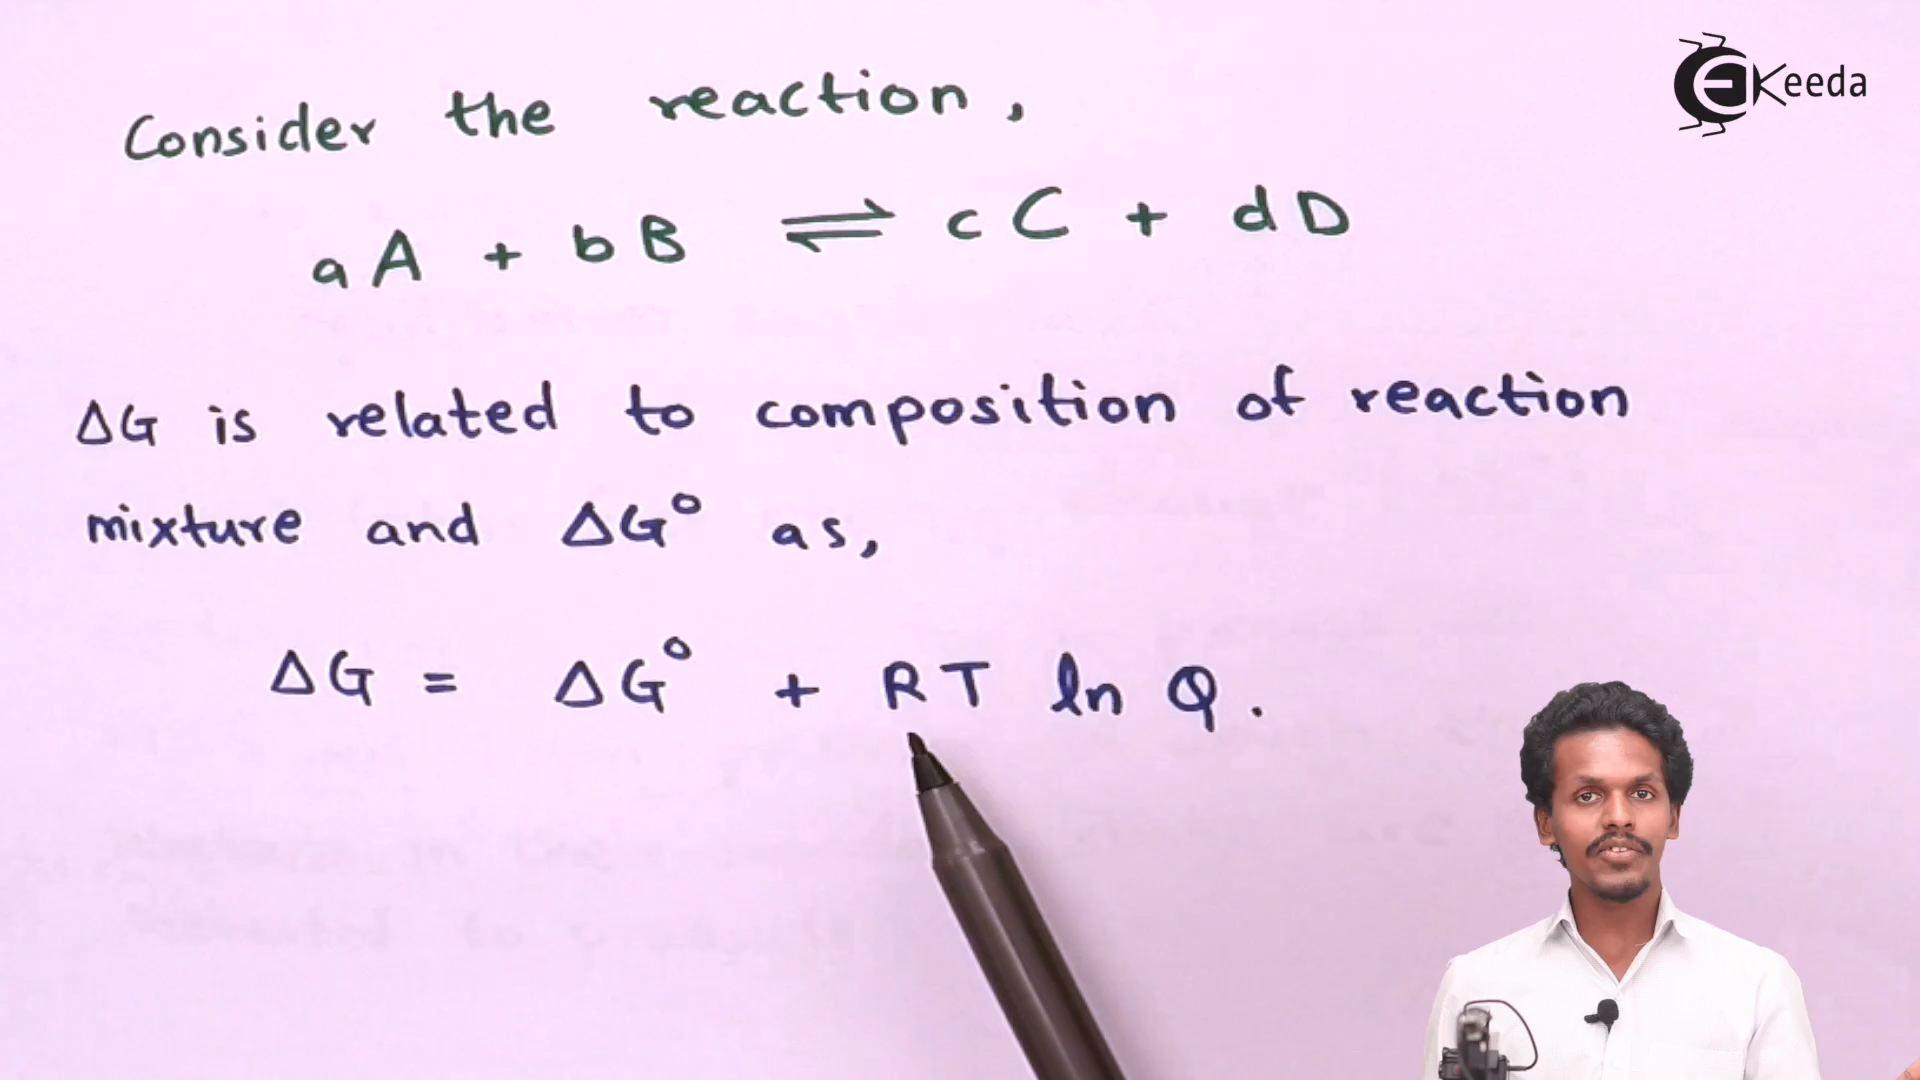 Consider the reaction,
aA + bB ⇌ cC + dD
ΔG is related to composition of reaction
mixture and ΔG° as,
ΔG = ΔG° + RT ln Q.
EKeeda